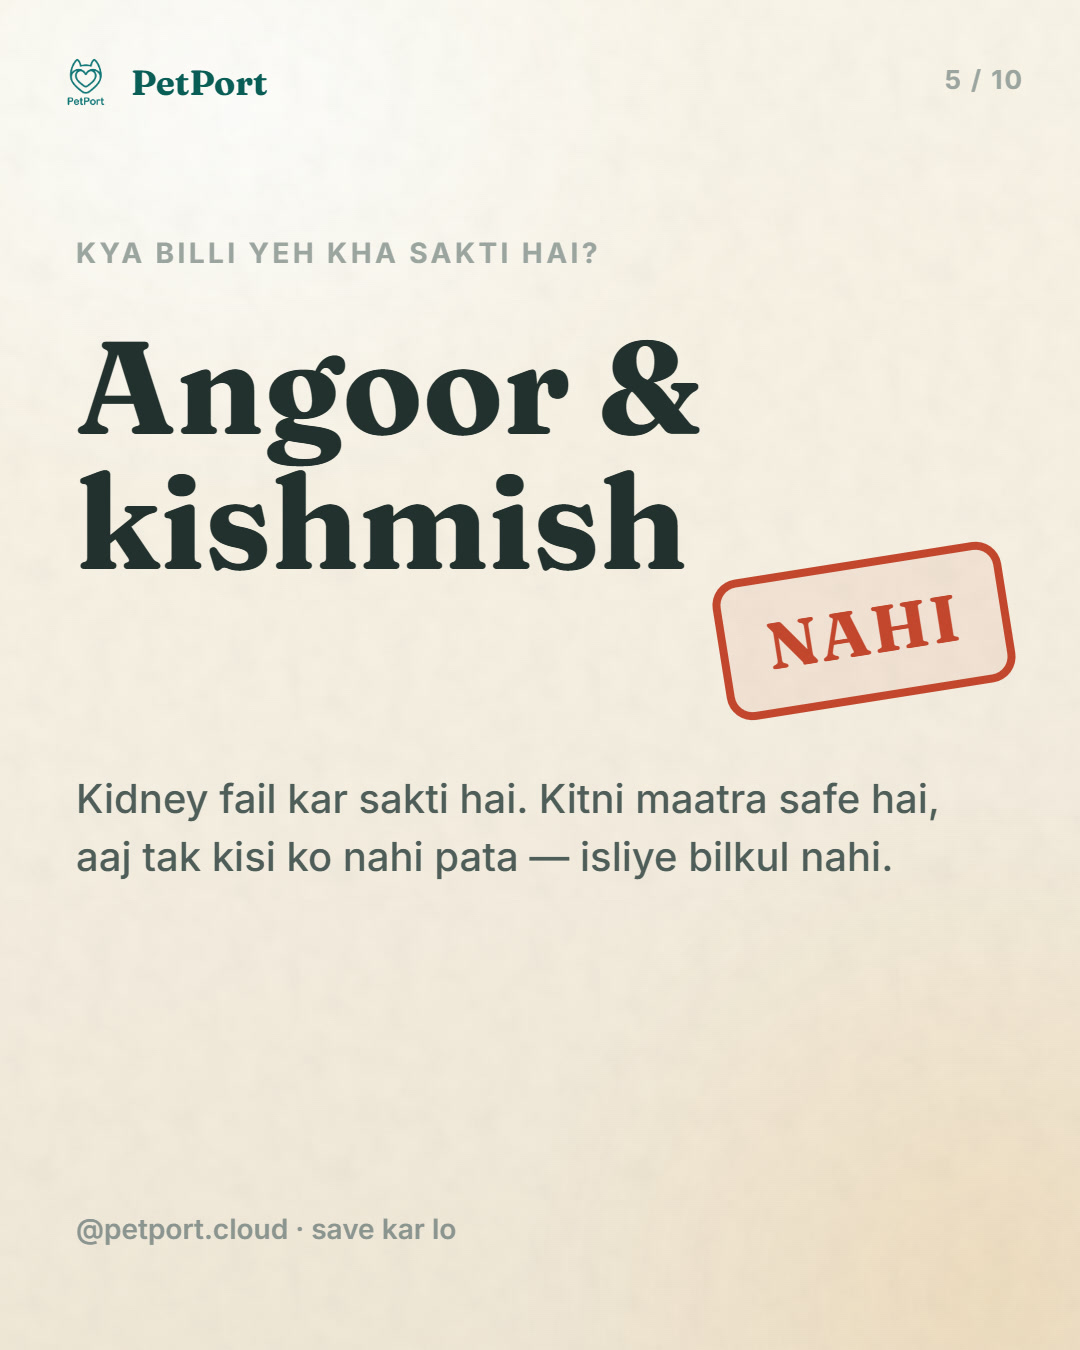 PetPort
PetPort
5 / 10
KYA BILLI YEH KHA SAKTI HAI?
Angoor &
kishmish
NAHI
Kidney fail kar sakti hai. Kitni maatra safe hai,
aaj tak kisi ko nahi pata — isliye bilkul nahi.
@petport.cloud · save kar lo